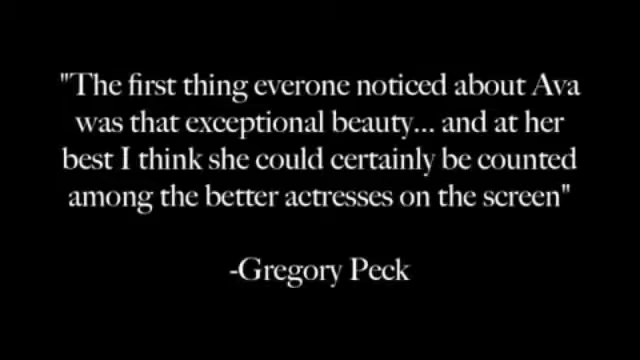 "The first thing everone noticed about Ava
was that exceptional beauty... and at her
best I think she could certainly be counted
among the better actresses on the screen"
-Gregory Peck